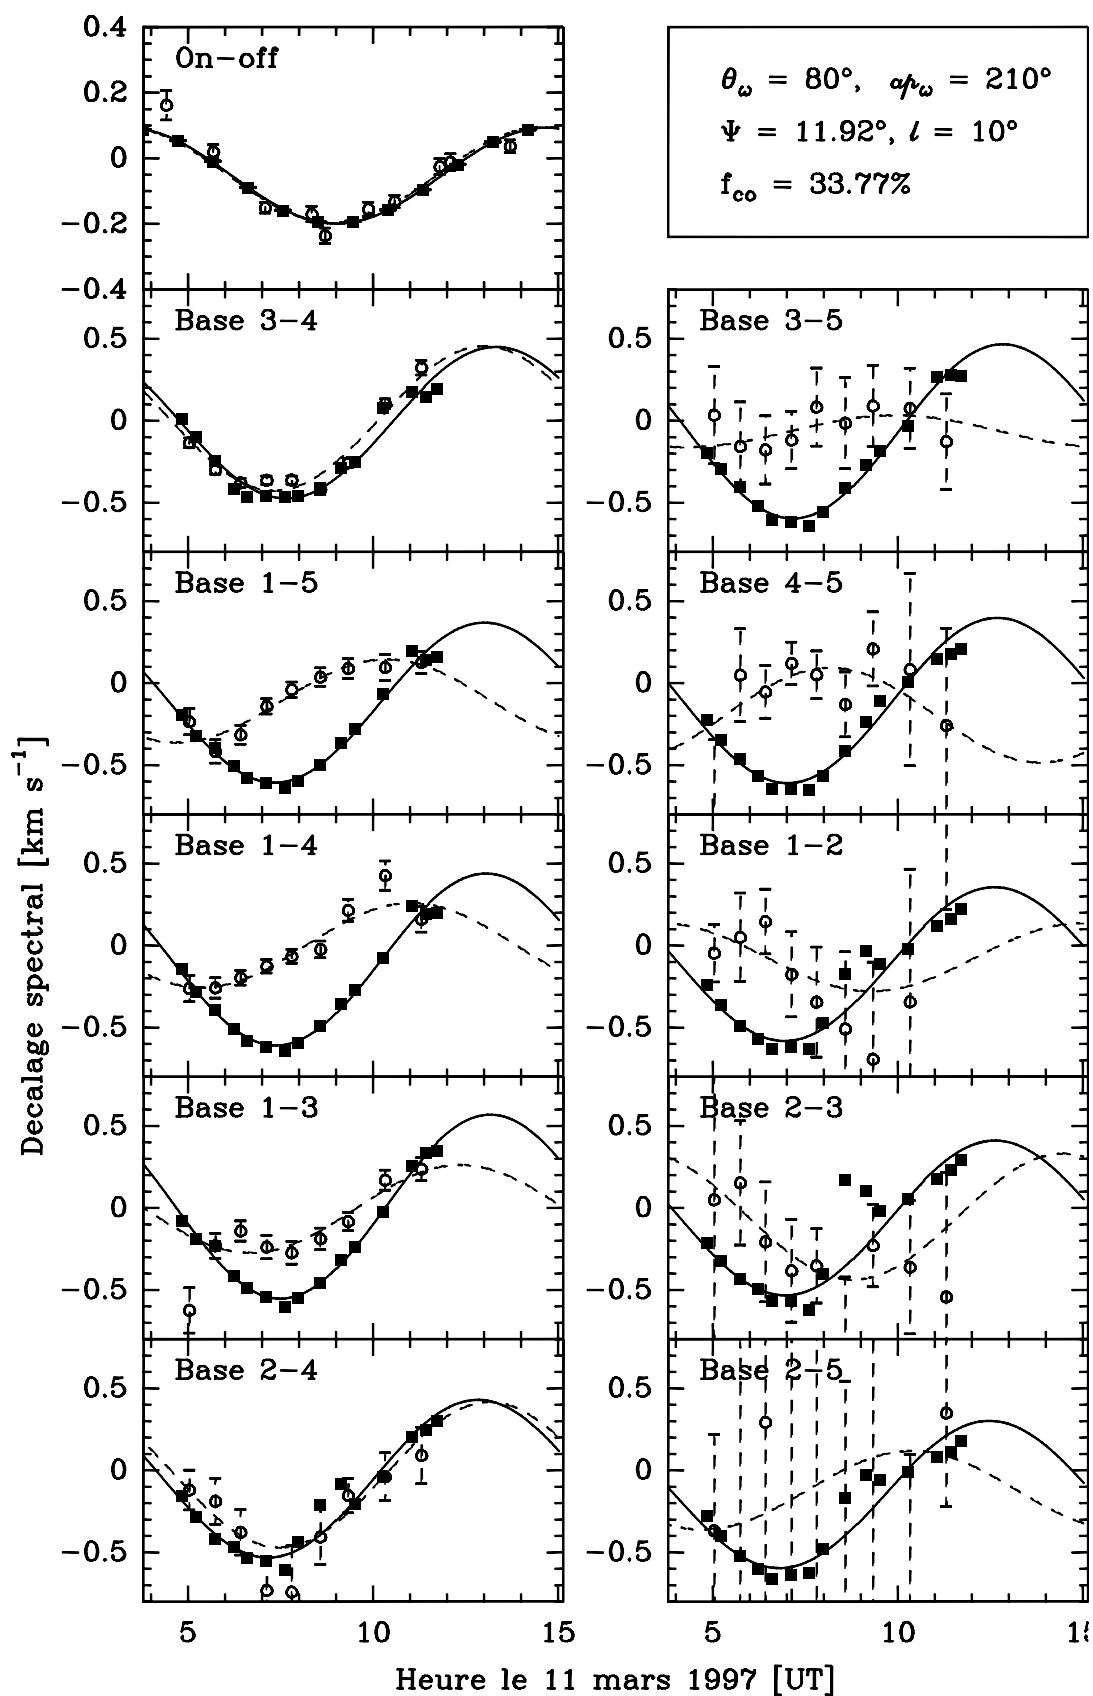 On-off
θω = 80°, apω = 210°
Ψ = 11.92°, l = 10°
fco = 33.77%
0.4
0.2
0
−0.2
−0.4
Base 3-4
0.5
0
−0.5
Base 3-5
0.5
0
−0.5
Base 1-5
0.5
0
−0.5
Base 4-5
0.5
0
−0.5
Base 1-4
0.5
0
−0.5
Base 1-2
0.5
0
−0.5
Base 1-3
0.5
0
−0.5
Base 2-3
0.5
0
−0.5
Base 2-4
0.5
0
−0.5
Base 2-5
0.5
0
−0.5
5 10 15
5 10
Decalage spectral [km s−1]
Heure le 11 mars 1997 [UT]